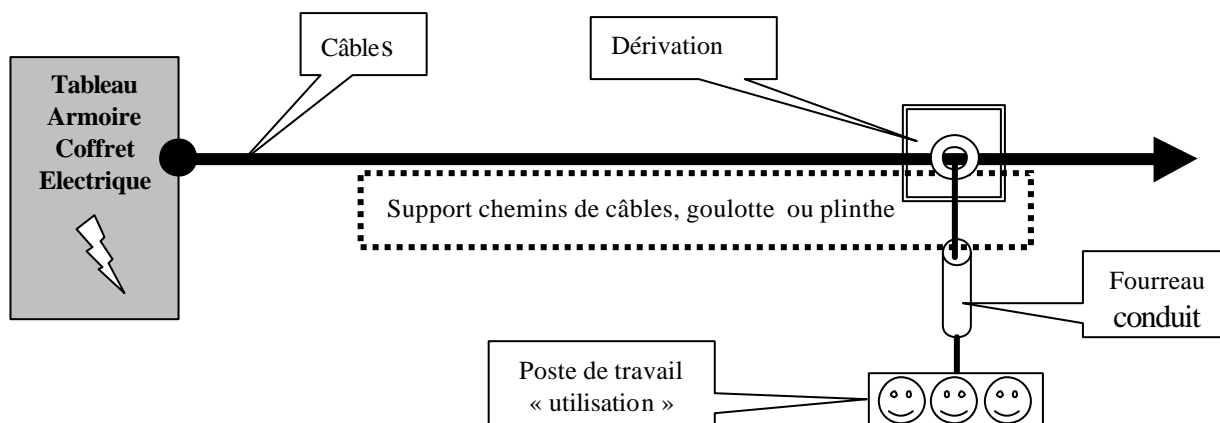 Câbles
Dérivation
Tableau
Armoire
Coffret
Electrique
Support chemins de câbles, goulotte ou plinthe
Fourreau
conduit
Poste de travail
« utilisation »